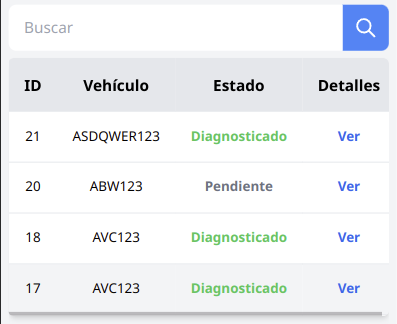 Buscar
ID Vehículo Estado Detalles
21 ASDQWER123 Diagnosticado Ver
20 ABW123 Pendiente Ver
18 AVC123 Diagnosticado Ver
17 AVC123 Diagnosticado Ver